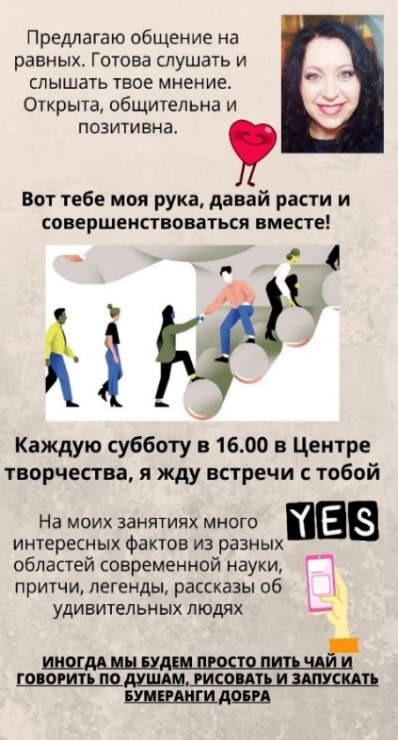 Предлагаю общение на
равных. Готова слушать и
слышать твое мнение.
Открыта, общительна и
позитивна.
Вот тебе моя рука, давай расти и
совершенствоваться вместе!
Каждую субботу в 16.00 в Центре
творчества, я жду встречи с тобой
YES
На моих занятиях много
интересных фактов из разных
областей современной науки,
притчи, легенды, рассказы об
удивительных людях
ИНОГДА МЫ БУДЕМ ПРОСТО ПИТЬ ЧАЙ И
ГОВОРИТЬ ПО ДУШАМ, РИСОВАТЬ И ЗАПУСКАТЬ
БУМЕРАНГИ ДОБРА